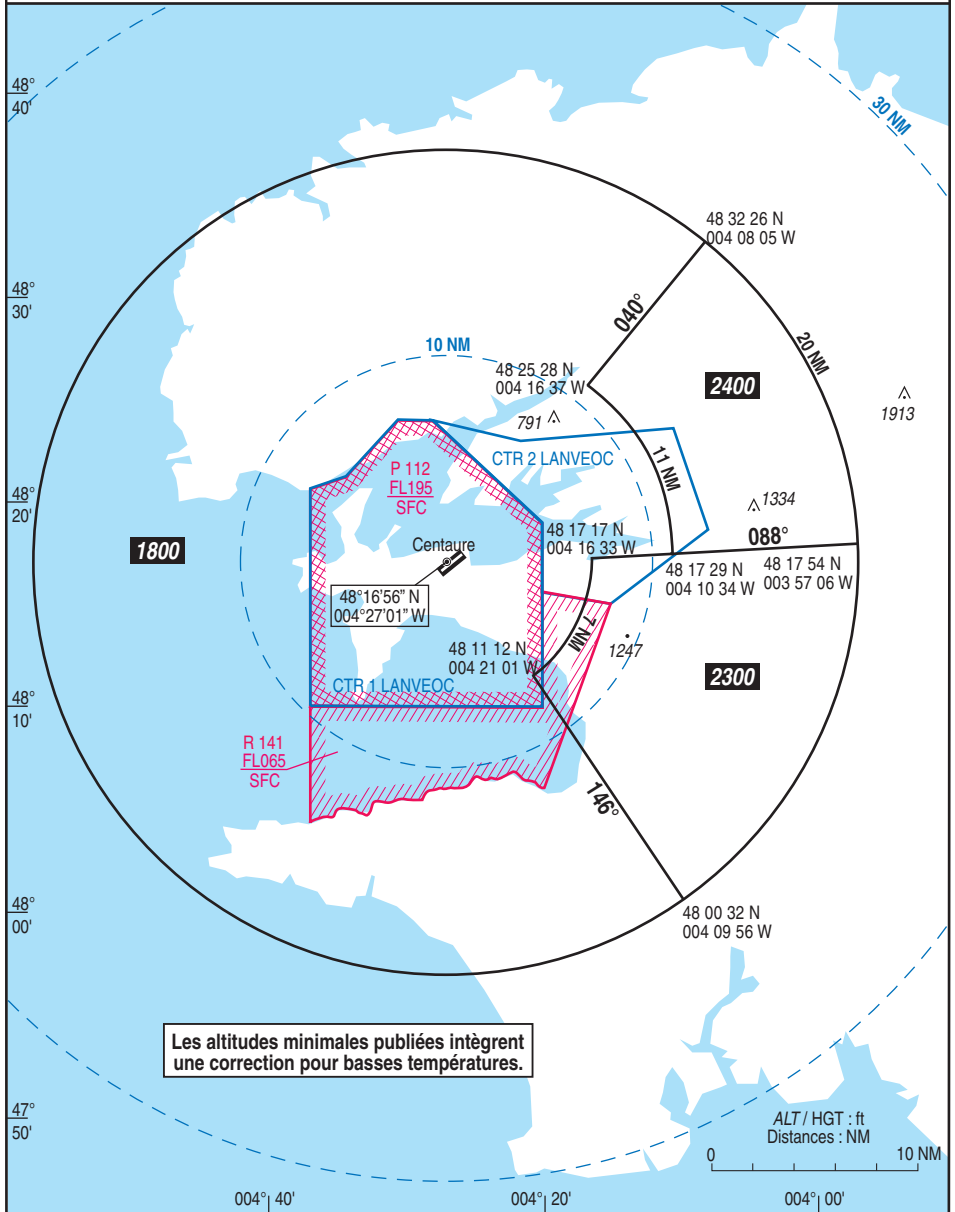 48°
40'
30 NM
48 32 26 N
004 08 05 W
48°
30'
040°
10 NM
20 NM
48 25 28 N
004 16 37 W
2400
791
1913
11 NM
P 112
FL195
SFC
CTR 2 LANVEOC
48°
20'
1334
1800
Centaure
48 17 17 N
004 16 33 W
088°
48 17 29 N
004 10 34 W
48 17 54 N
003 57 06 W
48°16'56" N
004°27'01" W
7 NM
1247
48 11 12 N
004 21 01 W
2300
CTR 1 LANVEOC
48°
10'
R 141
FL065
SFC
146°
48°
00'
48 00 32 N
004 09 56 W
Les altitudes minimales publiées intègrent
une correction pour basses températures.
47°
50'
ALT / HGT : ft
Distances : NM
0
10 NM
004° 40'
004° 20'
004° 00'